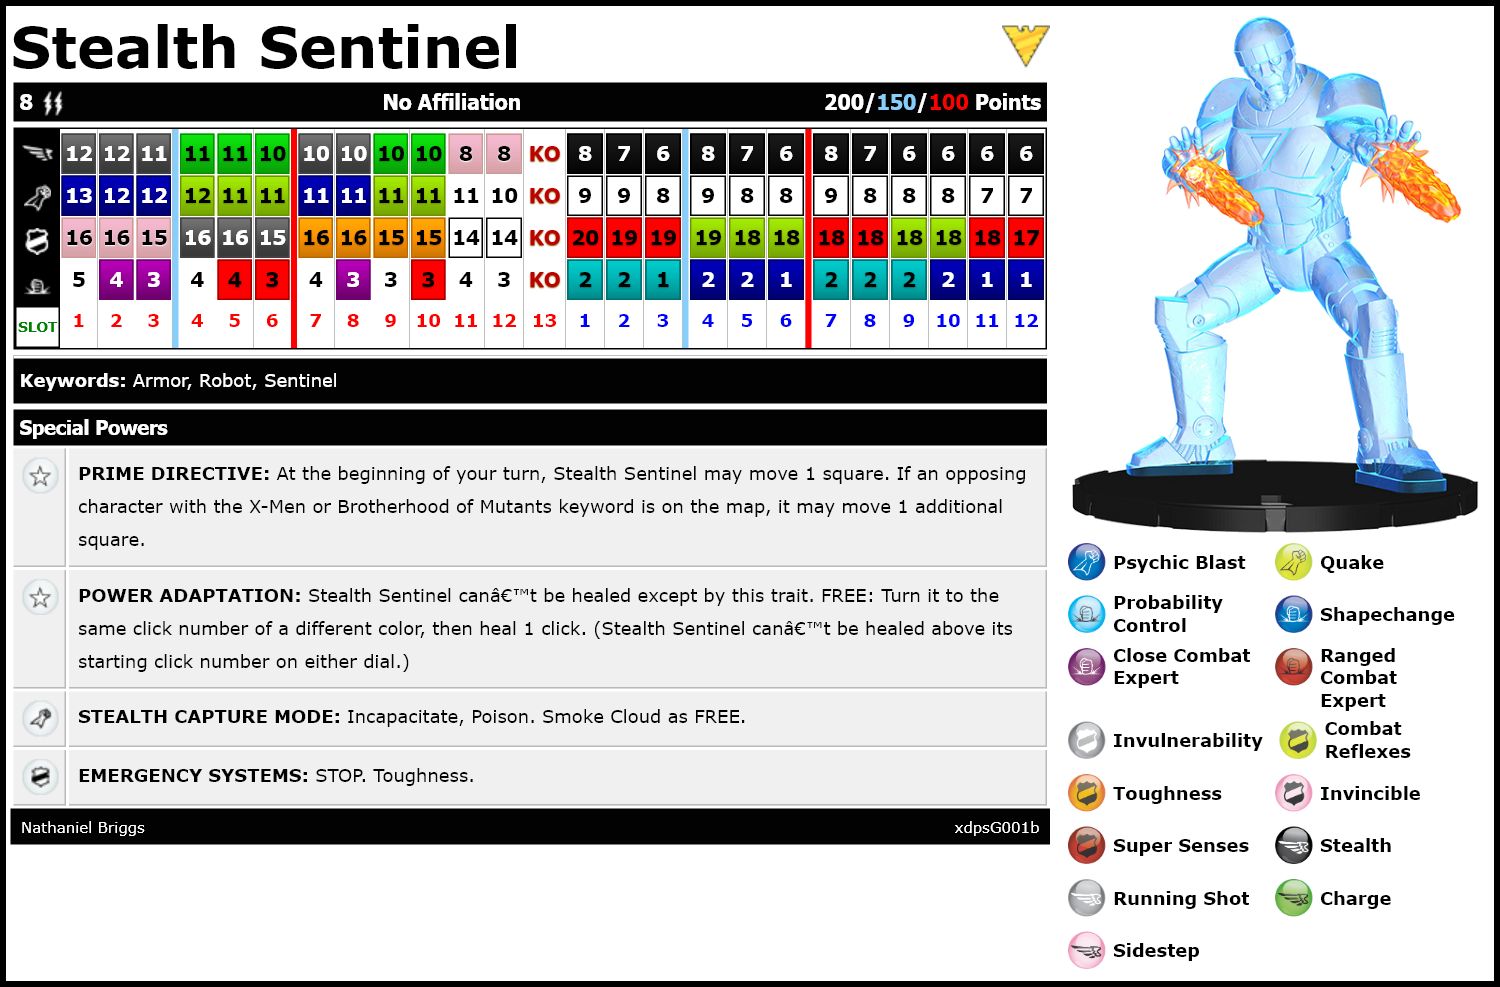 Stealth Sentinel
8 No Affiliation 200/150/100 Points
12 12 11 11 11 10 10 10 10 10 8 8 KO 8 7 6 8 7 6 8 7 6 6 6 6
13 12 12 12 11 11 11 11 11 11 11 10 KO 9 9 8 9 8 8 9 8 8 8 7 7
16 16 15 16 16 15 16 16 15 15 14 14 KO 20 19 19 19 18 18 18 18 18 18 18 17
5 4 3 4 4 3 4 3 3 3 4 3 KO 2 2 1 2 2 1 2 2 2 2 1 1
SLOT 1 2 3 4 5 6 7 8 9 10 11 12 13 1 2 3 4 5 6 7 8 9 10 11 12
Keywords: Armor, Robot, Sentinel
Special Powers
PRIME DIRECTIVE: At the beginning of your turn, Stealth Sentinel may move 1 square. If an opposing
character with the X-Men or Brotherhood of Mutants keyword is on the map, it may move 1 additional
square.
POWER ADAPTATION: Stealth Sentinel canâ€™t be healed except by this trait. FREE: Turn it to the
same click number of a different color, then heal 1 click. (Stealth Sentinel canâ€™t be healed above its
starting click number on either dial.)
STEALTH CAPTURE MODE: Incapacitate, Poison. Smoke Cloud as FREE.
EMERGENCY SYSTEMS: STOP. Toughness.
Nathaniel Briggs xdpsG001b
Psychic Blast Quake
Probability
Control
Shapechange
Close Combat
Expert
Ranged
Combat
Expert
Invulnerability
Combat
Reflexes
Toughness Invincible
Super Senses Stealth
Running Shot Charge
Sidestep